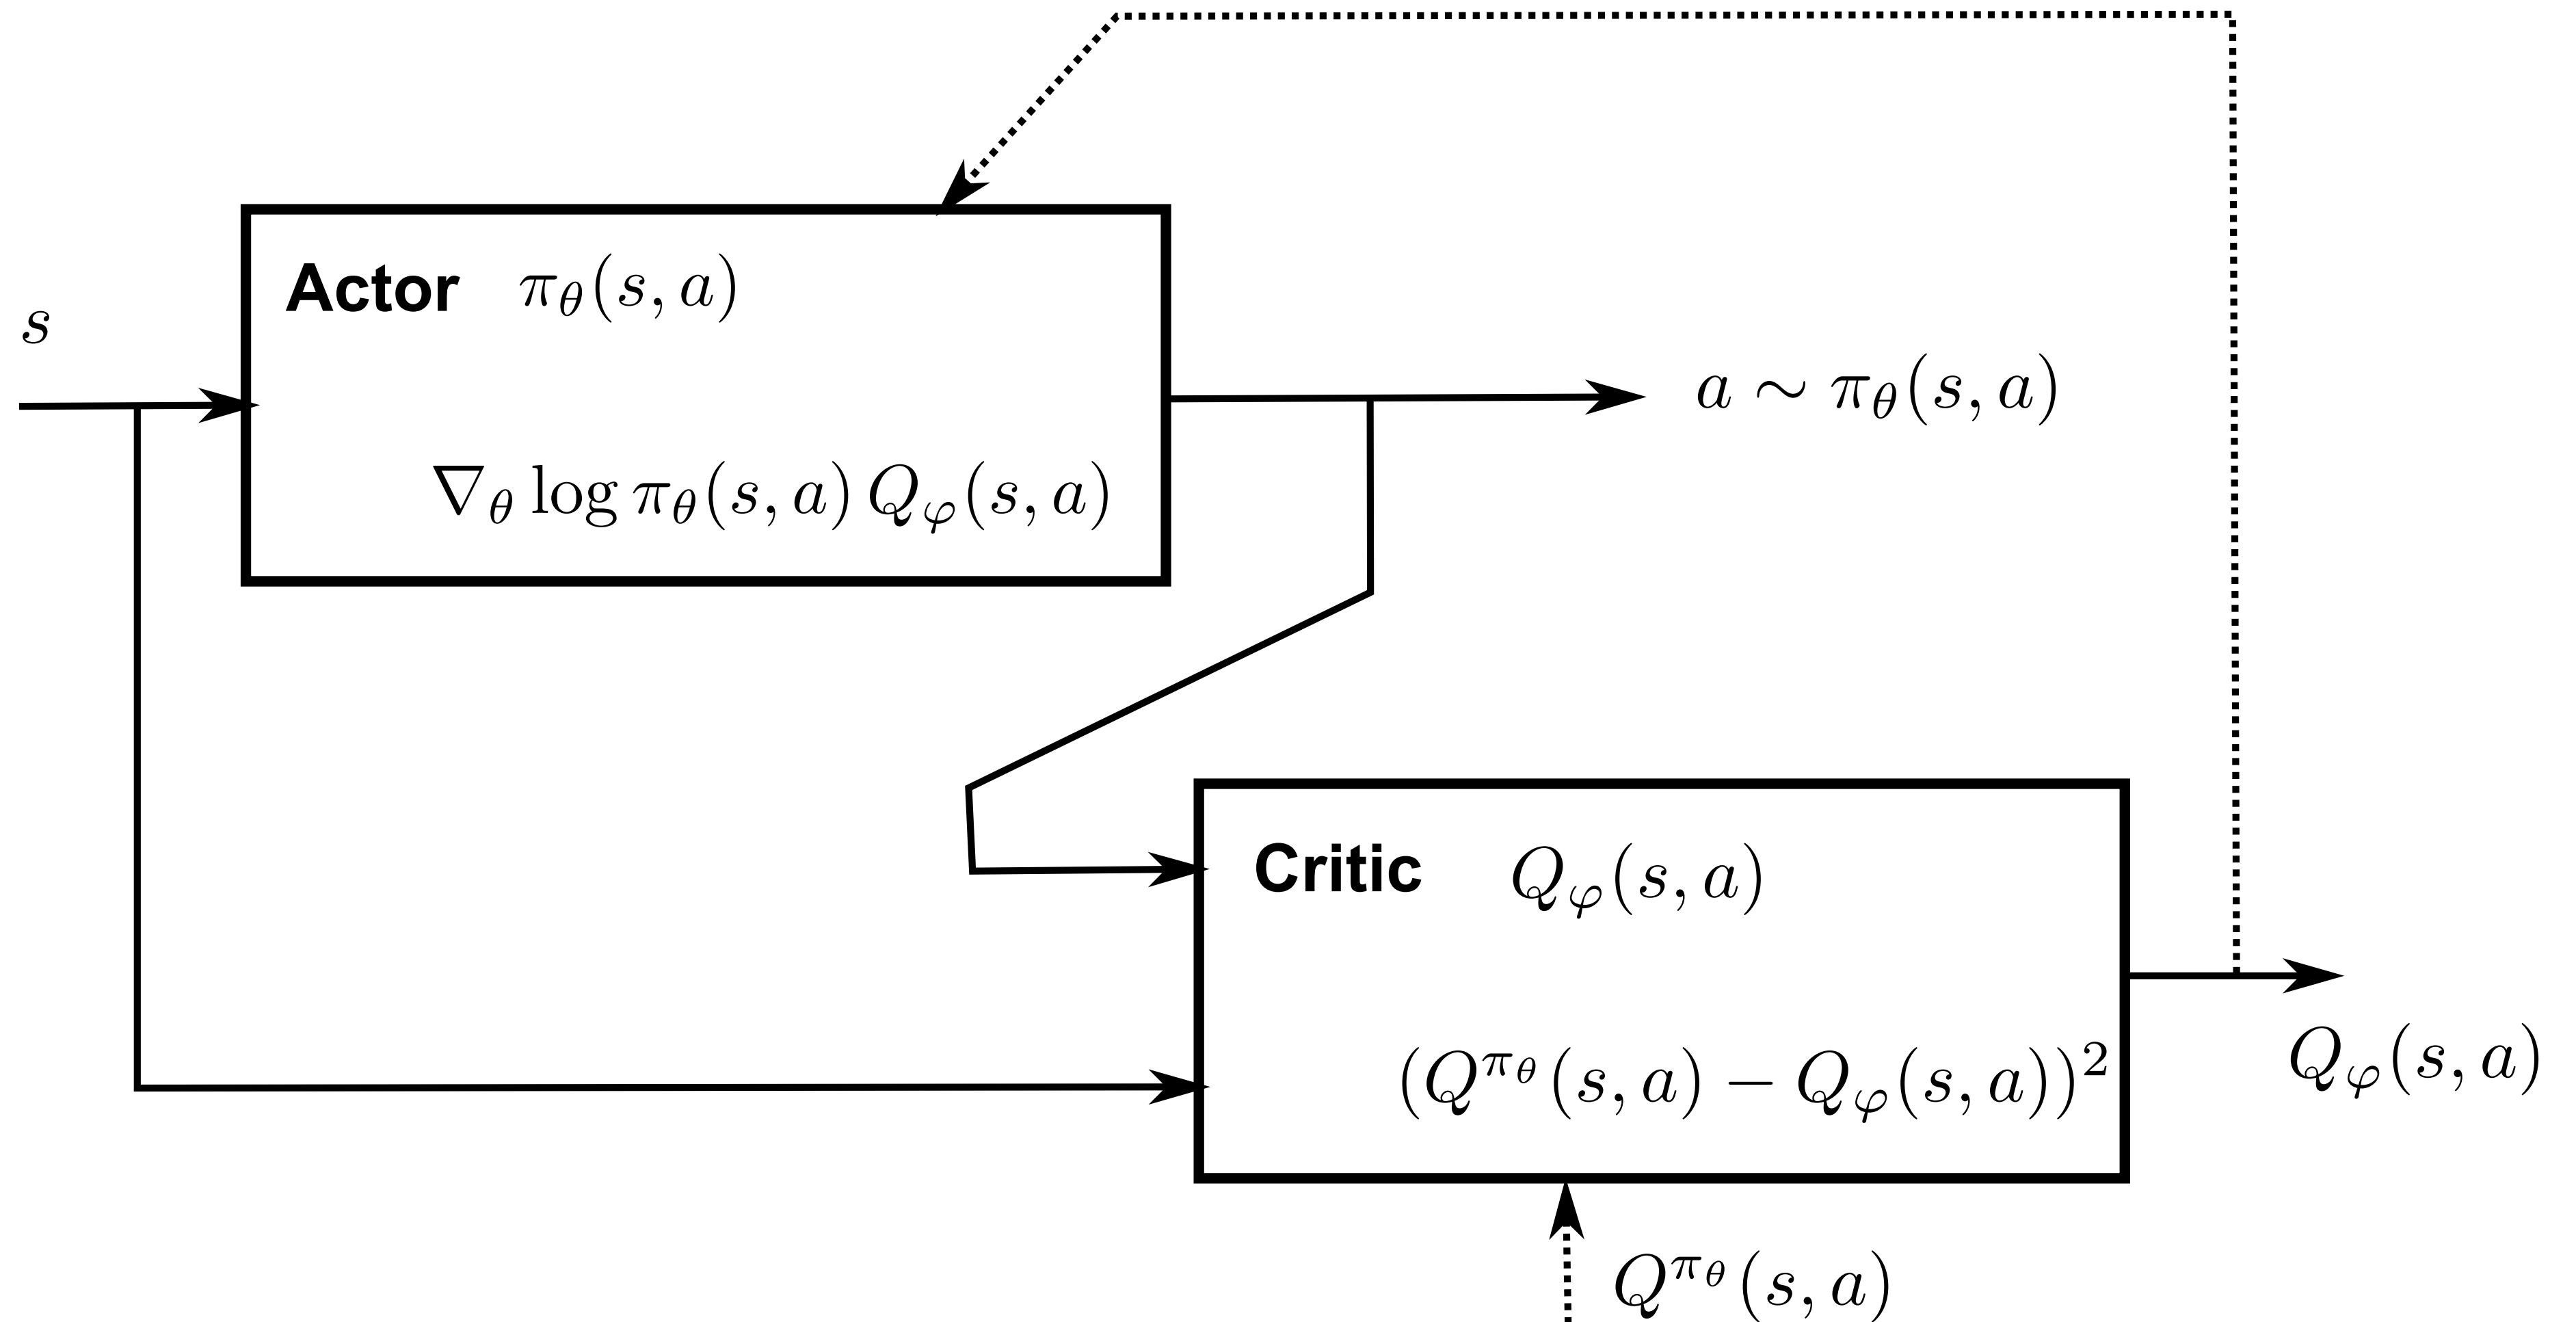 Actor π_θ(s, a)
s
a ∼ π_θ(s, a)
∇_θ log π_θ(s, a) Q_φ(s, a)
Critic Q_φ(s, a)
(Q^{π_θ}(s, a) − Q_φ(s, a))²
Q_φ(s, a)
Q^{π_θ}(s, a)